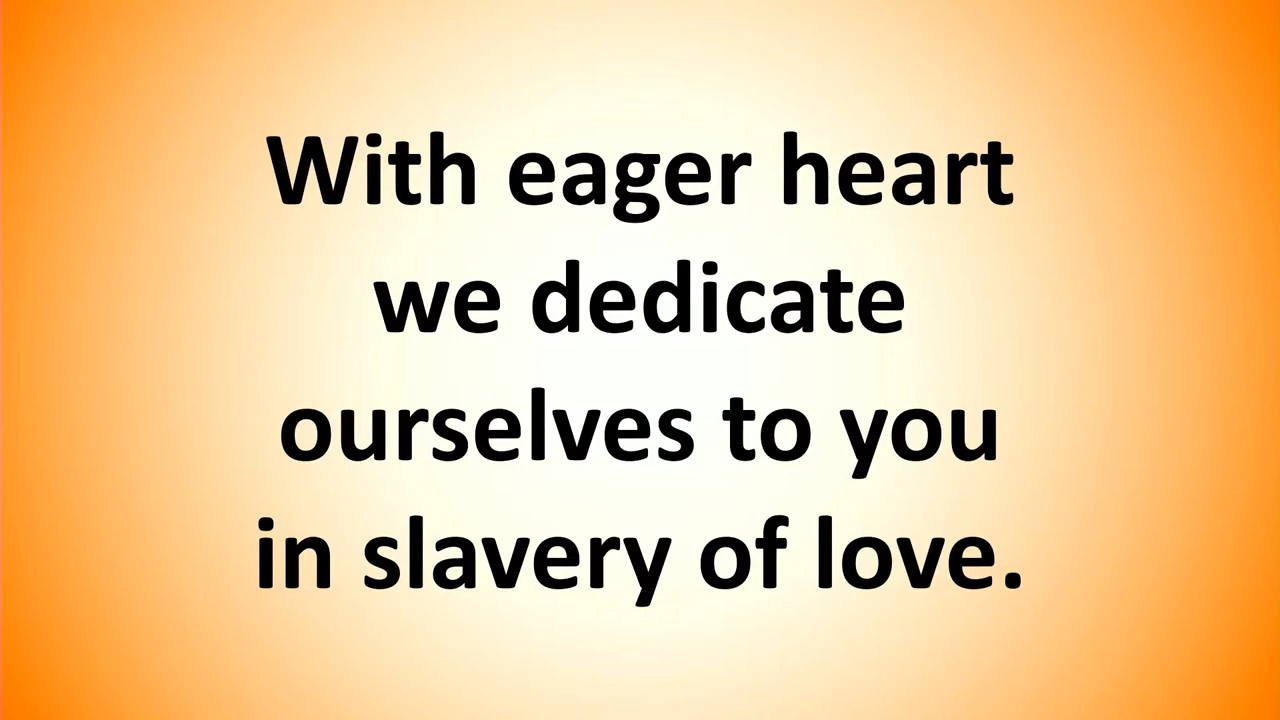 With eager heart
we dedicate
ourselves to you
in slavery of love.